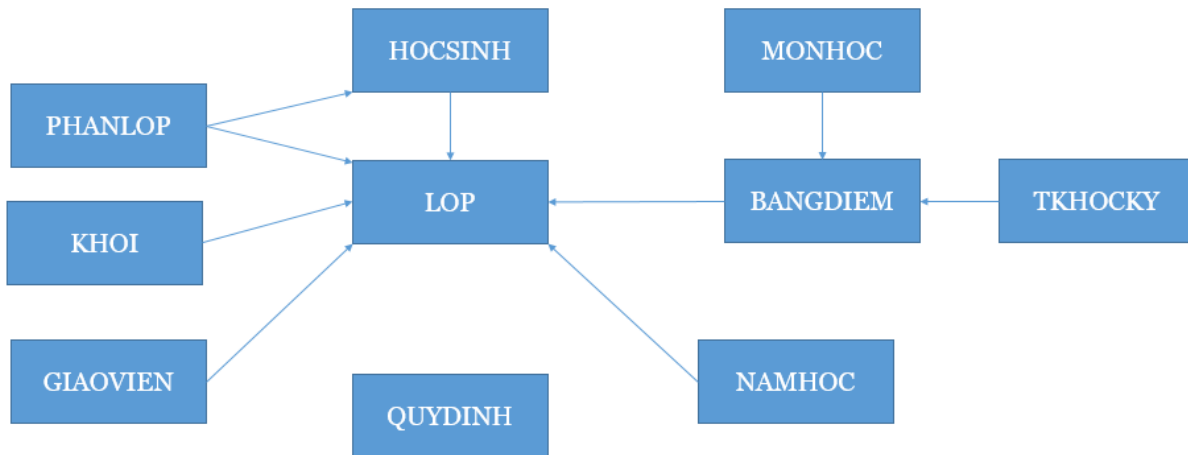 HOCSINH
MONHOC
PHANLOP
LOP
BANGDIEM
TKHOCKY
KHOI
GIAOVIEN
QUYDINH
NAMHOC